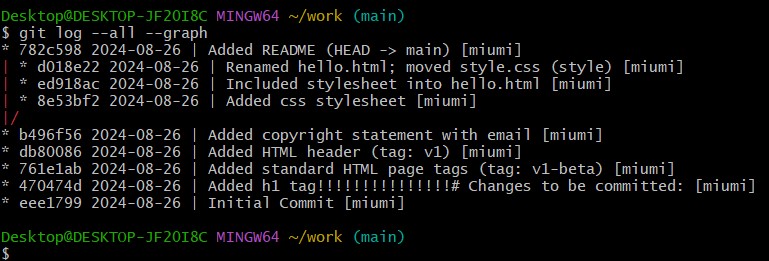 Desktop@DESKTOP-JF2OI8C MINGW64 ~/work (main)
$ git log --all --graph
* 782c598 2024-08-26 | Added README (HEAD -> main) [miumi]
| * d018e22 2024-08-26 | Renamed hello.html; moved style.css (style) [miumi]
| * ed918ac 2024-08-26 | Included stylesheet into hello.html [miumi]
| * 8e53bf2 2024-08-26 | Added css stylesheet [miumi]
|/
* b496f56 2024-08-26 | Added copyright statement with email [miumi]
* db80086 2024-08-26 | Added HTML header (tag: v1) [miumi]
* 761e1ab 2024-08-26 | Added standard HTML page tags (tag: v1-beta) [miumi]
* 470474d 2024-08-26 | Added h1 tag!!!!!!!!!!!!!!!# Changes to be committed: [miumi]
* eee1799 2024-08-26 | Initial Commit [miumi]
Desktop@DESKTOP-JF2OI8C MINGW64 ~/work (main)
$